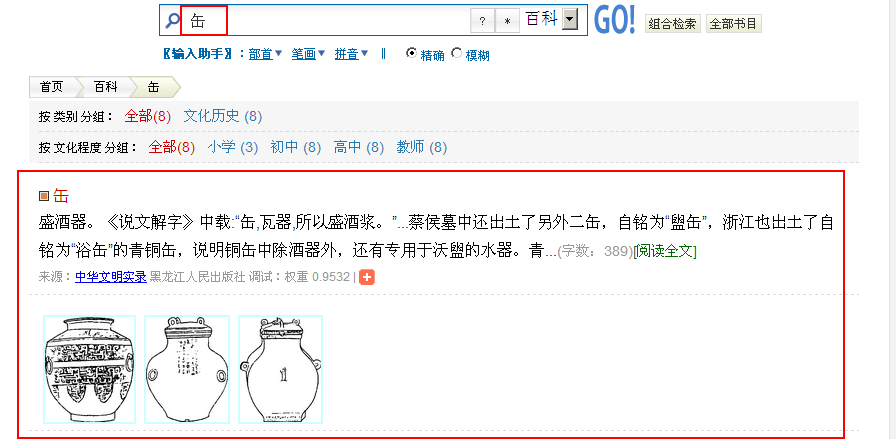 缶 ? * 百科 GO! 组合检索 全部书目
〖输入助手〗：部首 笔画 拼音 ‖ 精确 模糊
首页 百科 缶
按类别分组： 全部(8) 文化历史 (8)
按文化程度分组： 全部(8) 小学 (3) 初中 (8) 高中 (8) 教师 (8)
缶
盛酒器。《说文解字》中载:“缶,瓦器,所以盛酒浆。”...蔡侯墓中还出土了另外二缶，自铭为“盥缶”，浙江也出土了自
铭为“浴缶”的青铜缶，说明铜缶中除酒器外，还有专用于沃盥的水器。青...(字数：389)[阅读全文]
来源：中华文明实录 黑龙江人民出版社 调试：权重 0.9532 |